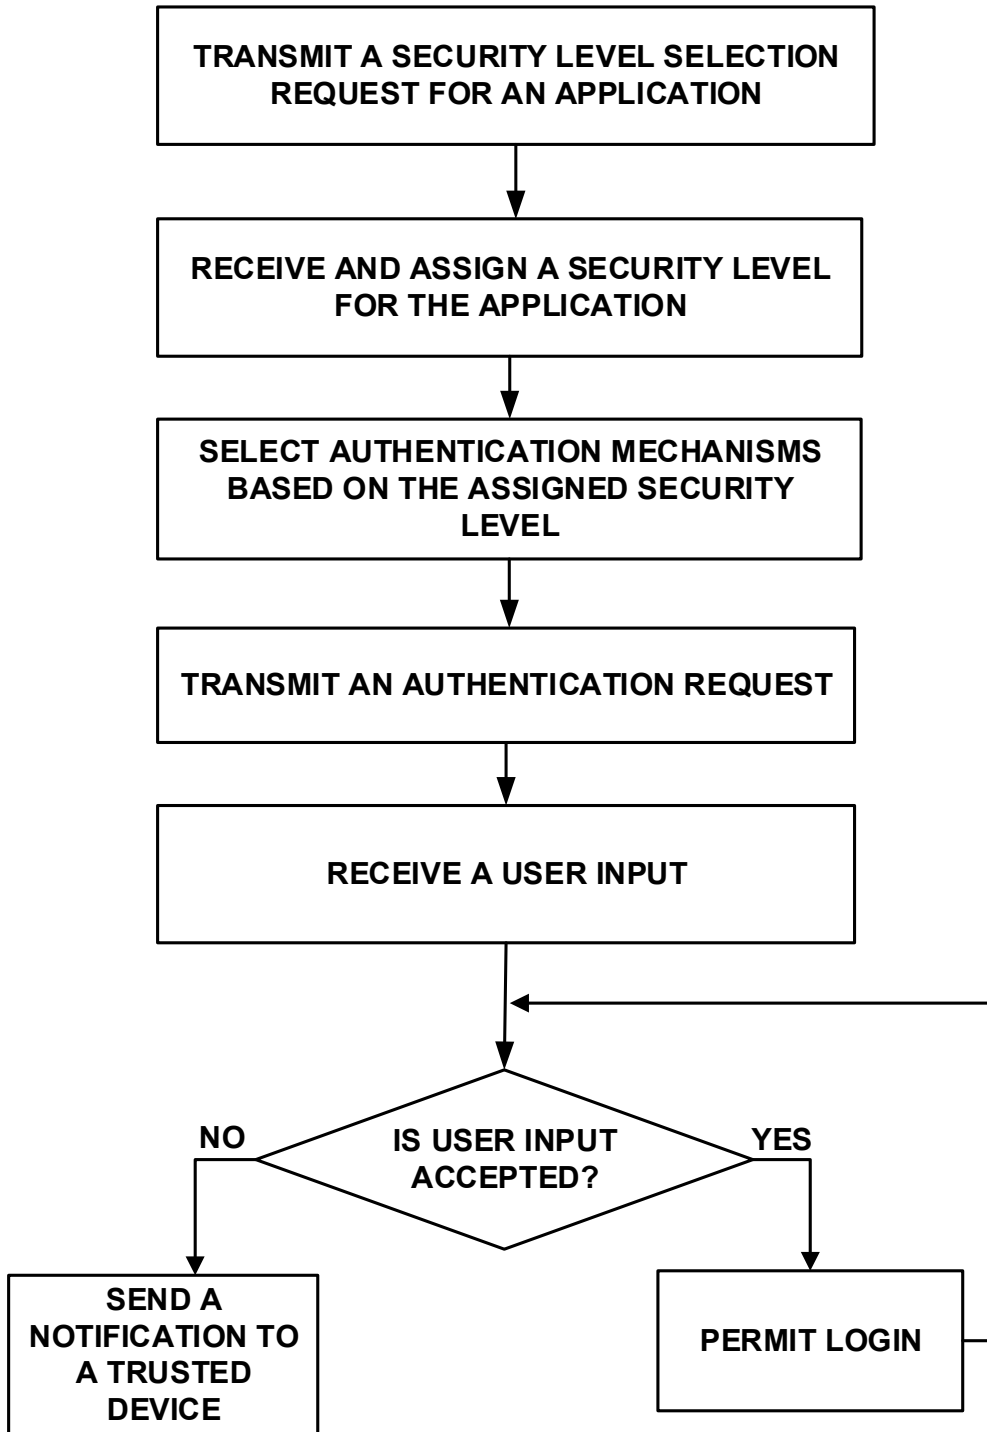 TRANSMIT A SECURITY LEVEL SELECTION
REQUEST FOR AN APPLICATION
RECEIVE AND ASSIGN A SECURITY LEVEL
FOR THE APPLICATION
SELECT AUTHENTICATION MECHANISMS
BASED ON THE ASSIGNED SECURITY
LEVEL
TRANSMIT AN AUTHENTICATION REQUEST
RECEIVE A USER INPUT
NO
IS USER INPUT
ACCEPTED?
YES
SEND A
NOTIFICATION TO
A TRUSTED
DEVICE
PERMIT LOGIN